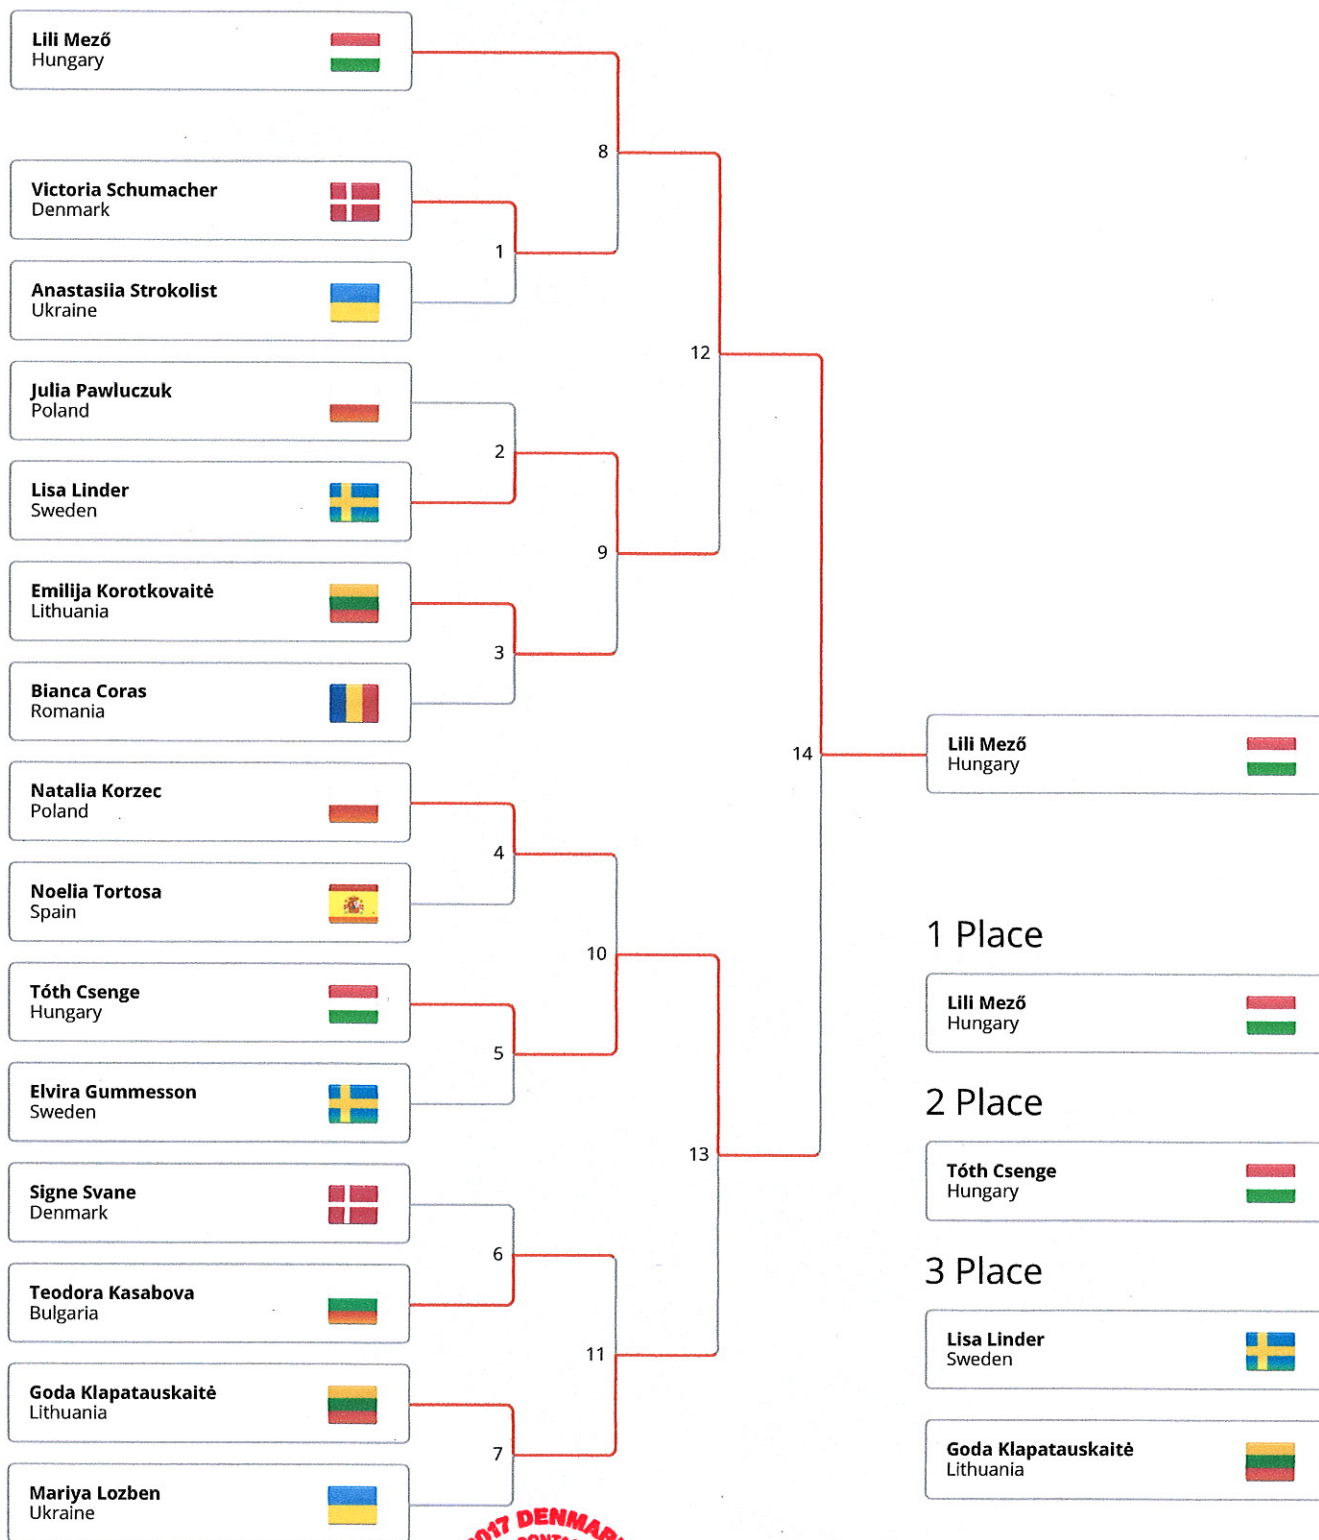 Lili Mező
Hungary
Victoria Schumacher
Denmark
Anastasiia Strokolist
Ukraine
Julia Pawluczuk
Poland
Lisa Linder
Sweden
Emilija Korotkovaitė
Lithuania
Bianca Coras
Romania
Natalia Korzec
Poland
Noelia Tortosa
Spain
Tóth Csenge
Hungary
Elvira Gummesson
Sweden
Signe Svane
Denmark
Teodora Kasabova
Bulgaria
Goda Klapatauskaitė
Lithuania
Mariya Lozben
Ukraine
1
2
3
4
5
6
7
8
9
10
11
12
13
14
Lili Mező
Hungary
1 Place
Lili Mező
Hungary
2 Place
Tóth Csenge
Hungary
3 Place
Lisa Linder
Sweden
Goda Klapatauskaitė
Lithuania
2017 DENMAR